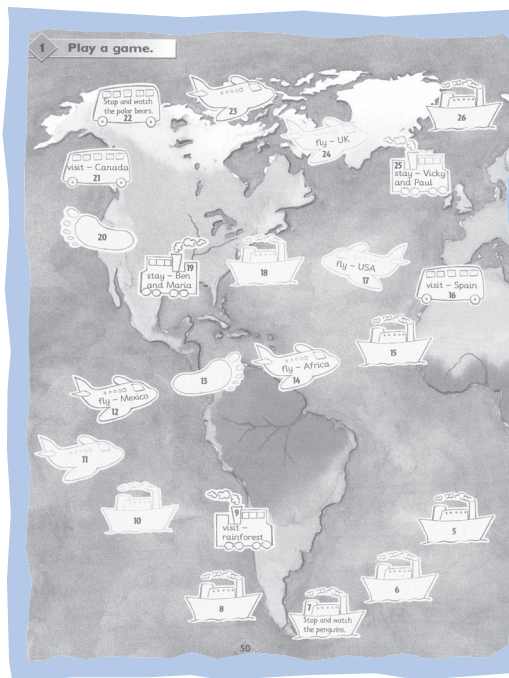 1 Play a game.
Stop and watch
the polar bears.
22
23
26
fly – UK
24
25
stay – Vicky
and Paul
visit – Canada
21
20
19
stay – Ben
and Maria
18
fly – USA
17
visit – Spain
16
15
13
fly – Africa
14
fly – Mexico
12
11
10
9
visit –
rainforest
5
6
8
7
Stop and watch
the penguins.
50